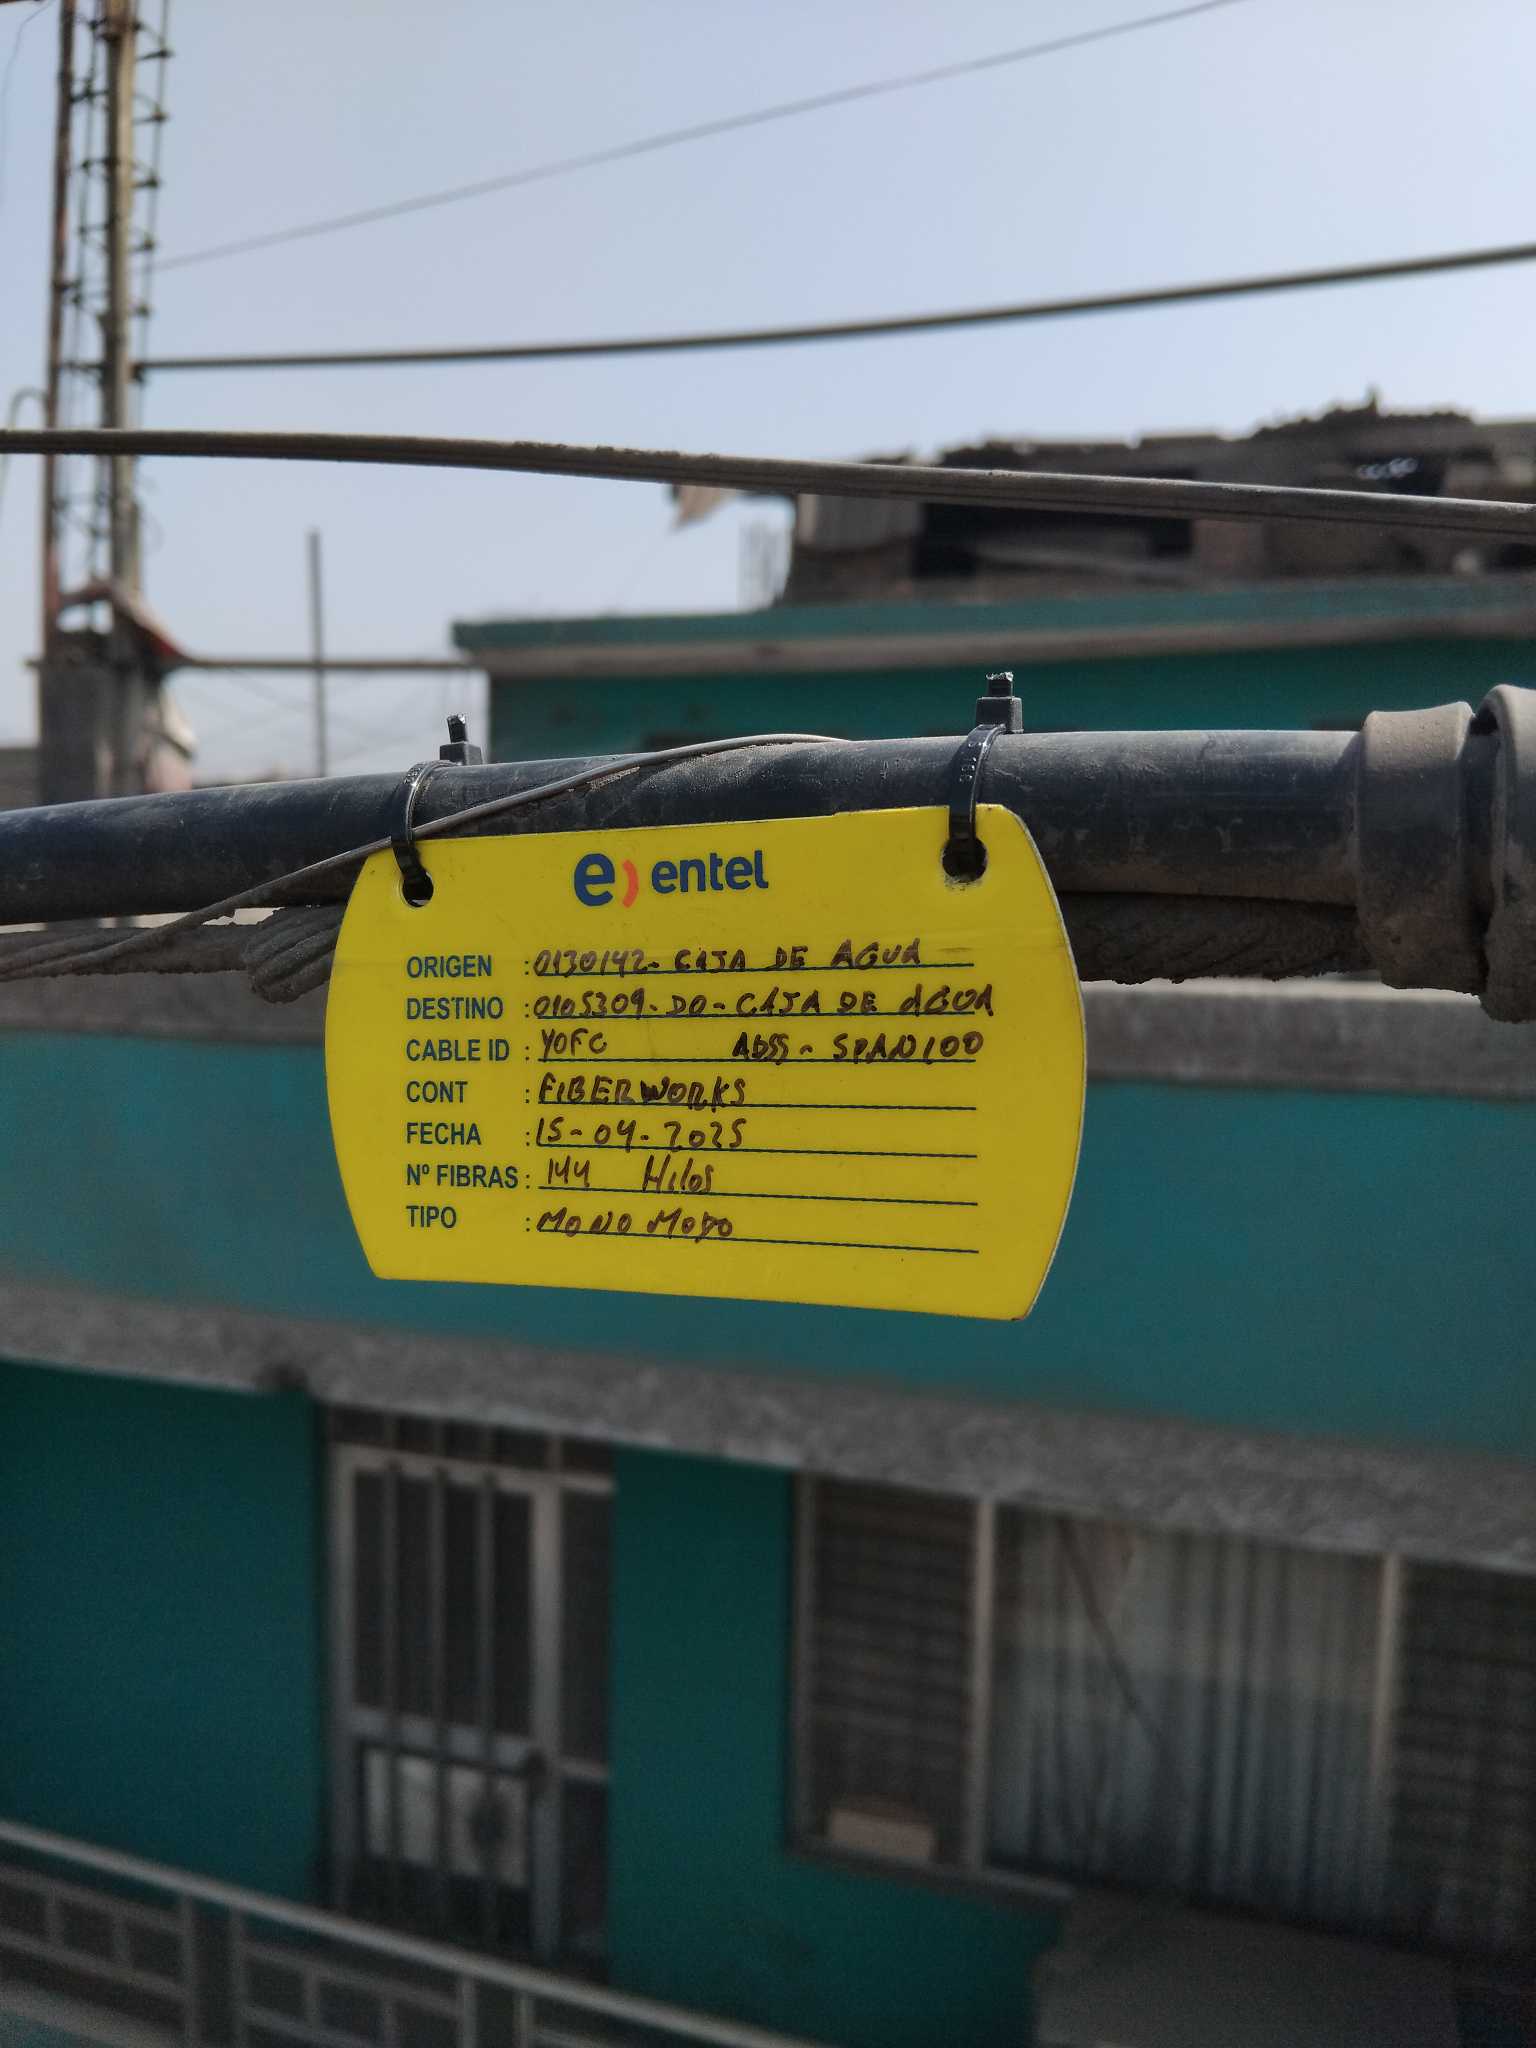 e) entel
ORIGEN : 0130142- CAJA DE AGUA
DESTINO : 0105309- DO- CAJA DE AGUA
CABLE ID : YOFC ADSS- SPAN100
CONT : FIBERWORKS
FECHA : 15-04-2025
Nº FIBRAS : 144 Hilos
TIPO : MONO MODO